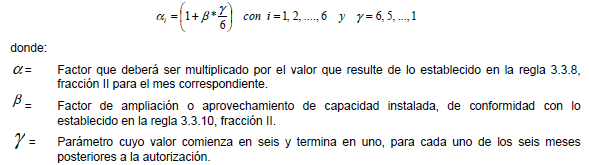 αᵢ = (1 + β * γ/6) con i = 1, 2, ...., 6 y γ = 6, 5, ..., 1
donde:
α = Factor que deberá ser multiplicado por el valor que resulte de lo establecido en la regla 3.3.8,
fracción II para el mes correspondiente.
β = Factor de ampliación o aprovechamiento de capacidad instalada, de conformidad con lo
establecido en la regla 3.3.10, fracción II.
γ = Parámetro cuyo valor comienza en seis y termina en uno, para cada uno de los seis meses
posteriores a la autorización.